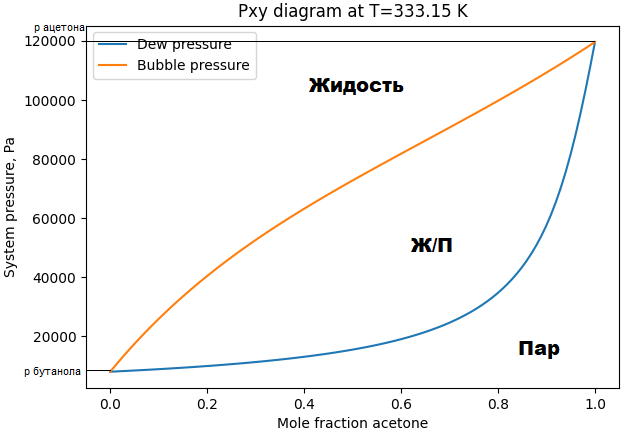 Pxy diagram at T=333.15 K
р ацетона
120000
100000
80000
60000
40000
20000
р бутанола
System pressure, Pa
Dew pressure
Bubble pressure
Жидость
Ж/П
Пар
0.0 0.2 0.4 0.6 0.8 1.0
Mole fraction acetone